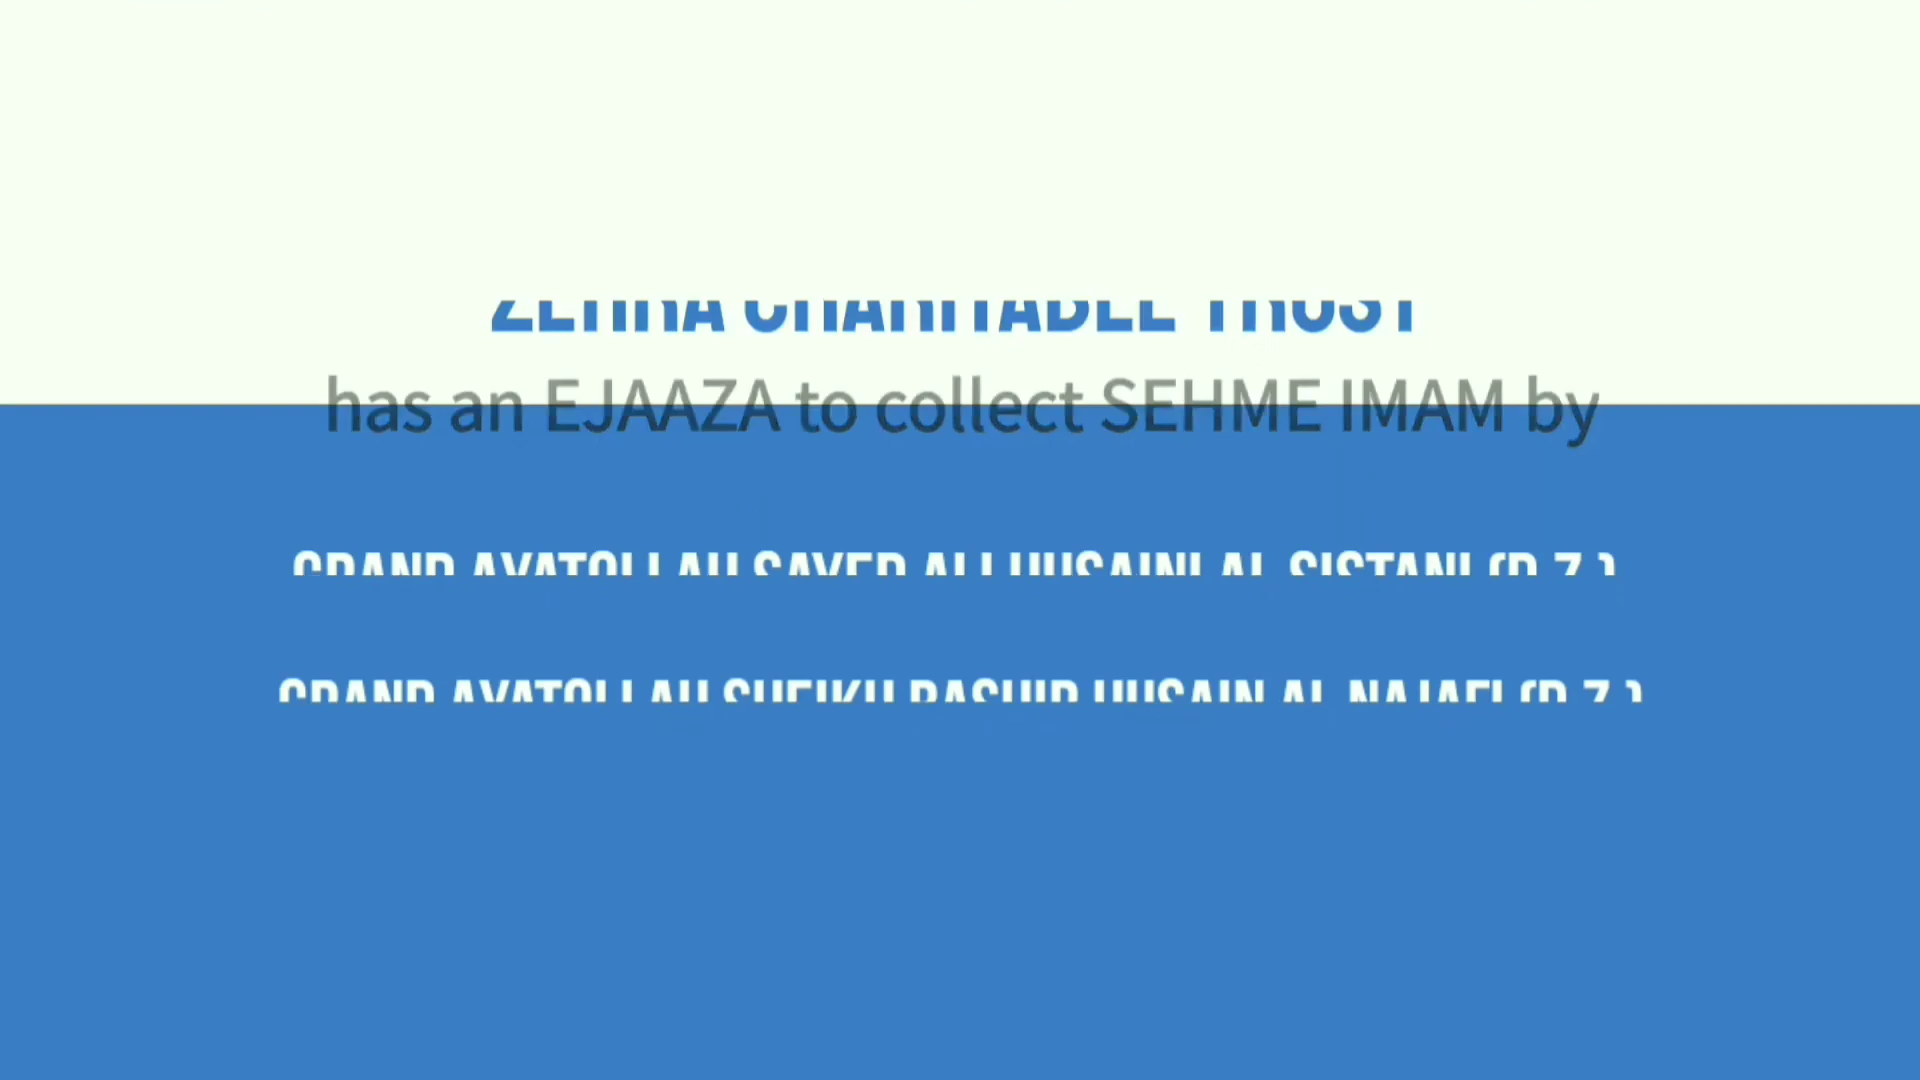 ZEHRA CHARITABLE TRUST
has an EJAAZA to collect SEHME IMAM by
GRAND AYATOLLAH SAYED ALI HUSAINI AL SISTANI (D.Z.)
GRAND AYATOLLAH SHEIKH BASHIR HUSAIN AL NAJAFI (D.Z.)